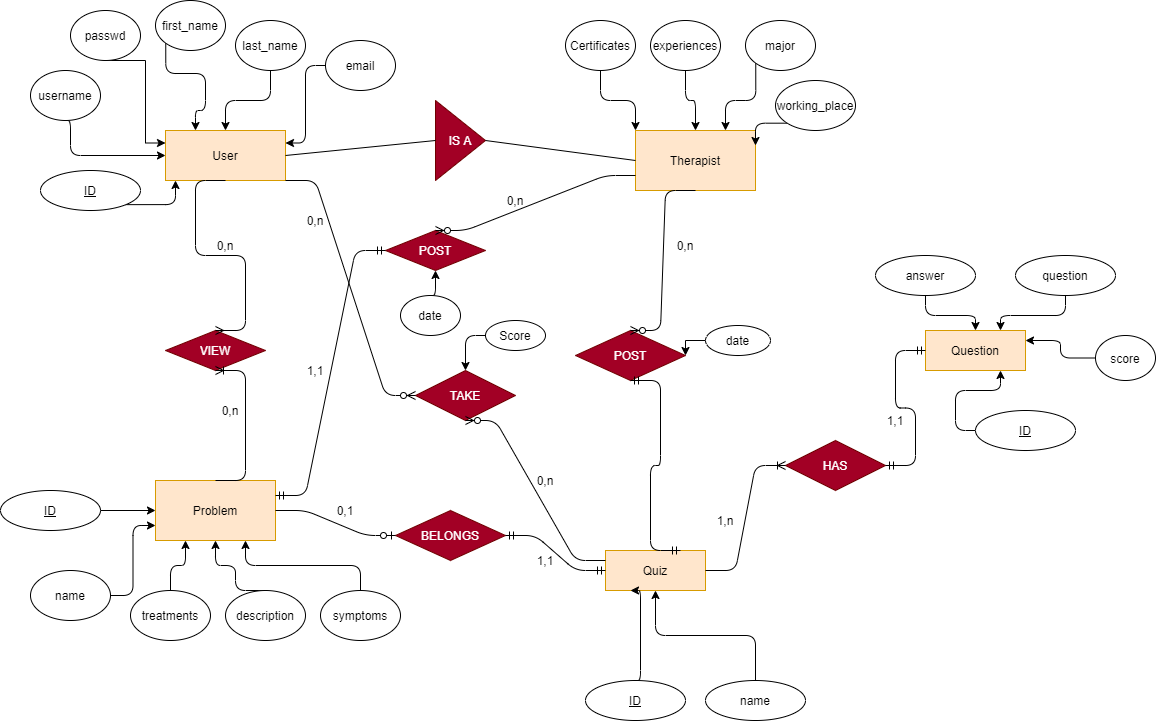 first_name
passwd
last_name
email
username
Certificates
experiences
major
working_place
User
IS A
Therapist
ID
0,n
0,n
0,n
0,n
POST
date
answer
question
VIEW
Score
POST
date
Question
score
1,1
TAKE
0,n
1,1
ID
HAS
0,n
ID
Problem
0,1
1,n
BELONGS
1,1
Quiz
name
treatments
description
symptoms
ID
name